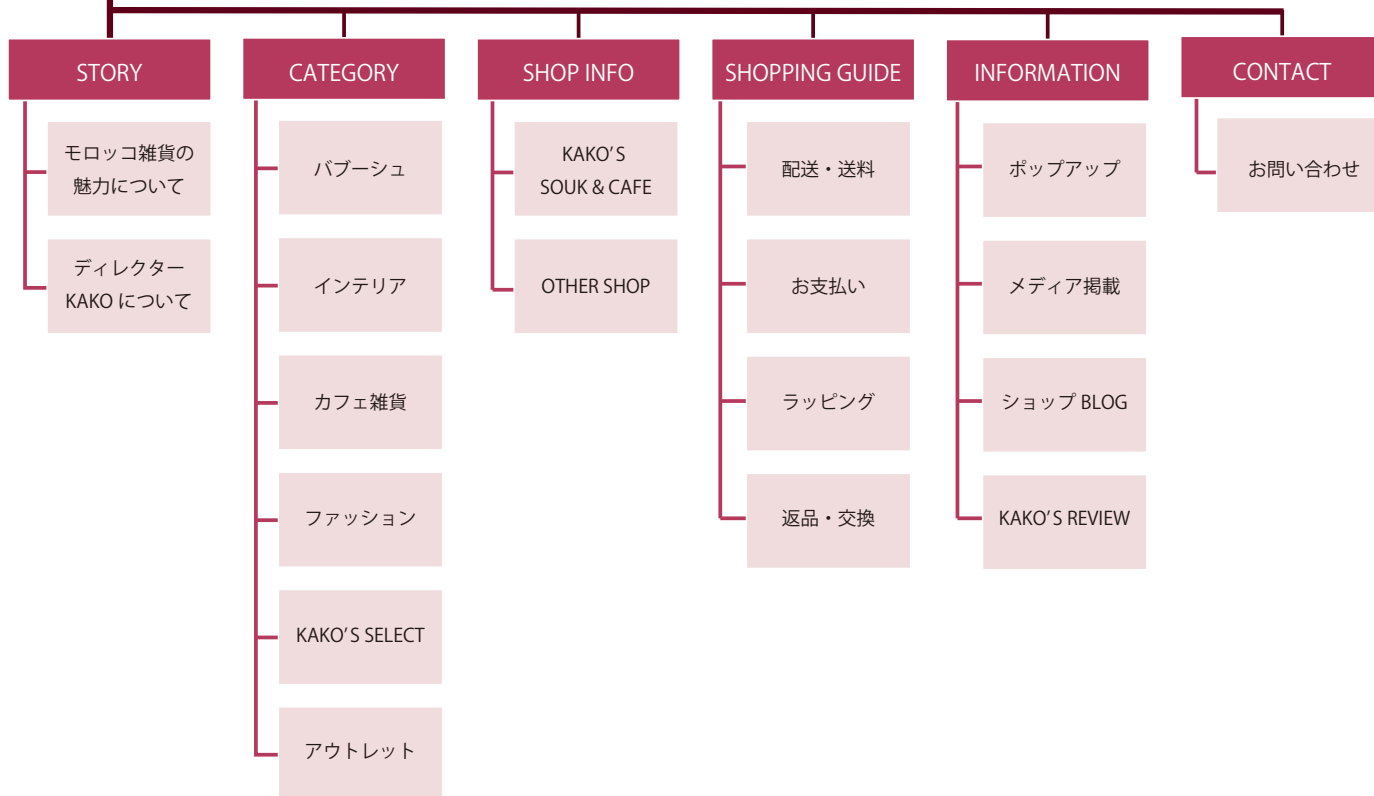 STORY
モロッコ雑貨の
魅力について
ディレクター
KAKO について
CATEGORY
バブーシュ
インテリア
カフェ雑貨
ファッション
KAKO'S SELECT
アウトレット
SHOP INFO
KAKO'S
SOUK & CAFE
OTHER SHOP
SHOPPING GUIDE
配送・送料
お支払い
ラッピング
返品・交換
INFORMATION
ポップアップ
メディア掲載
ショップ BLOG
KAKO'S REVIEW
CONTACT
お問い合わせ